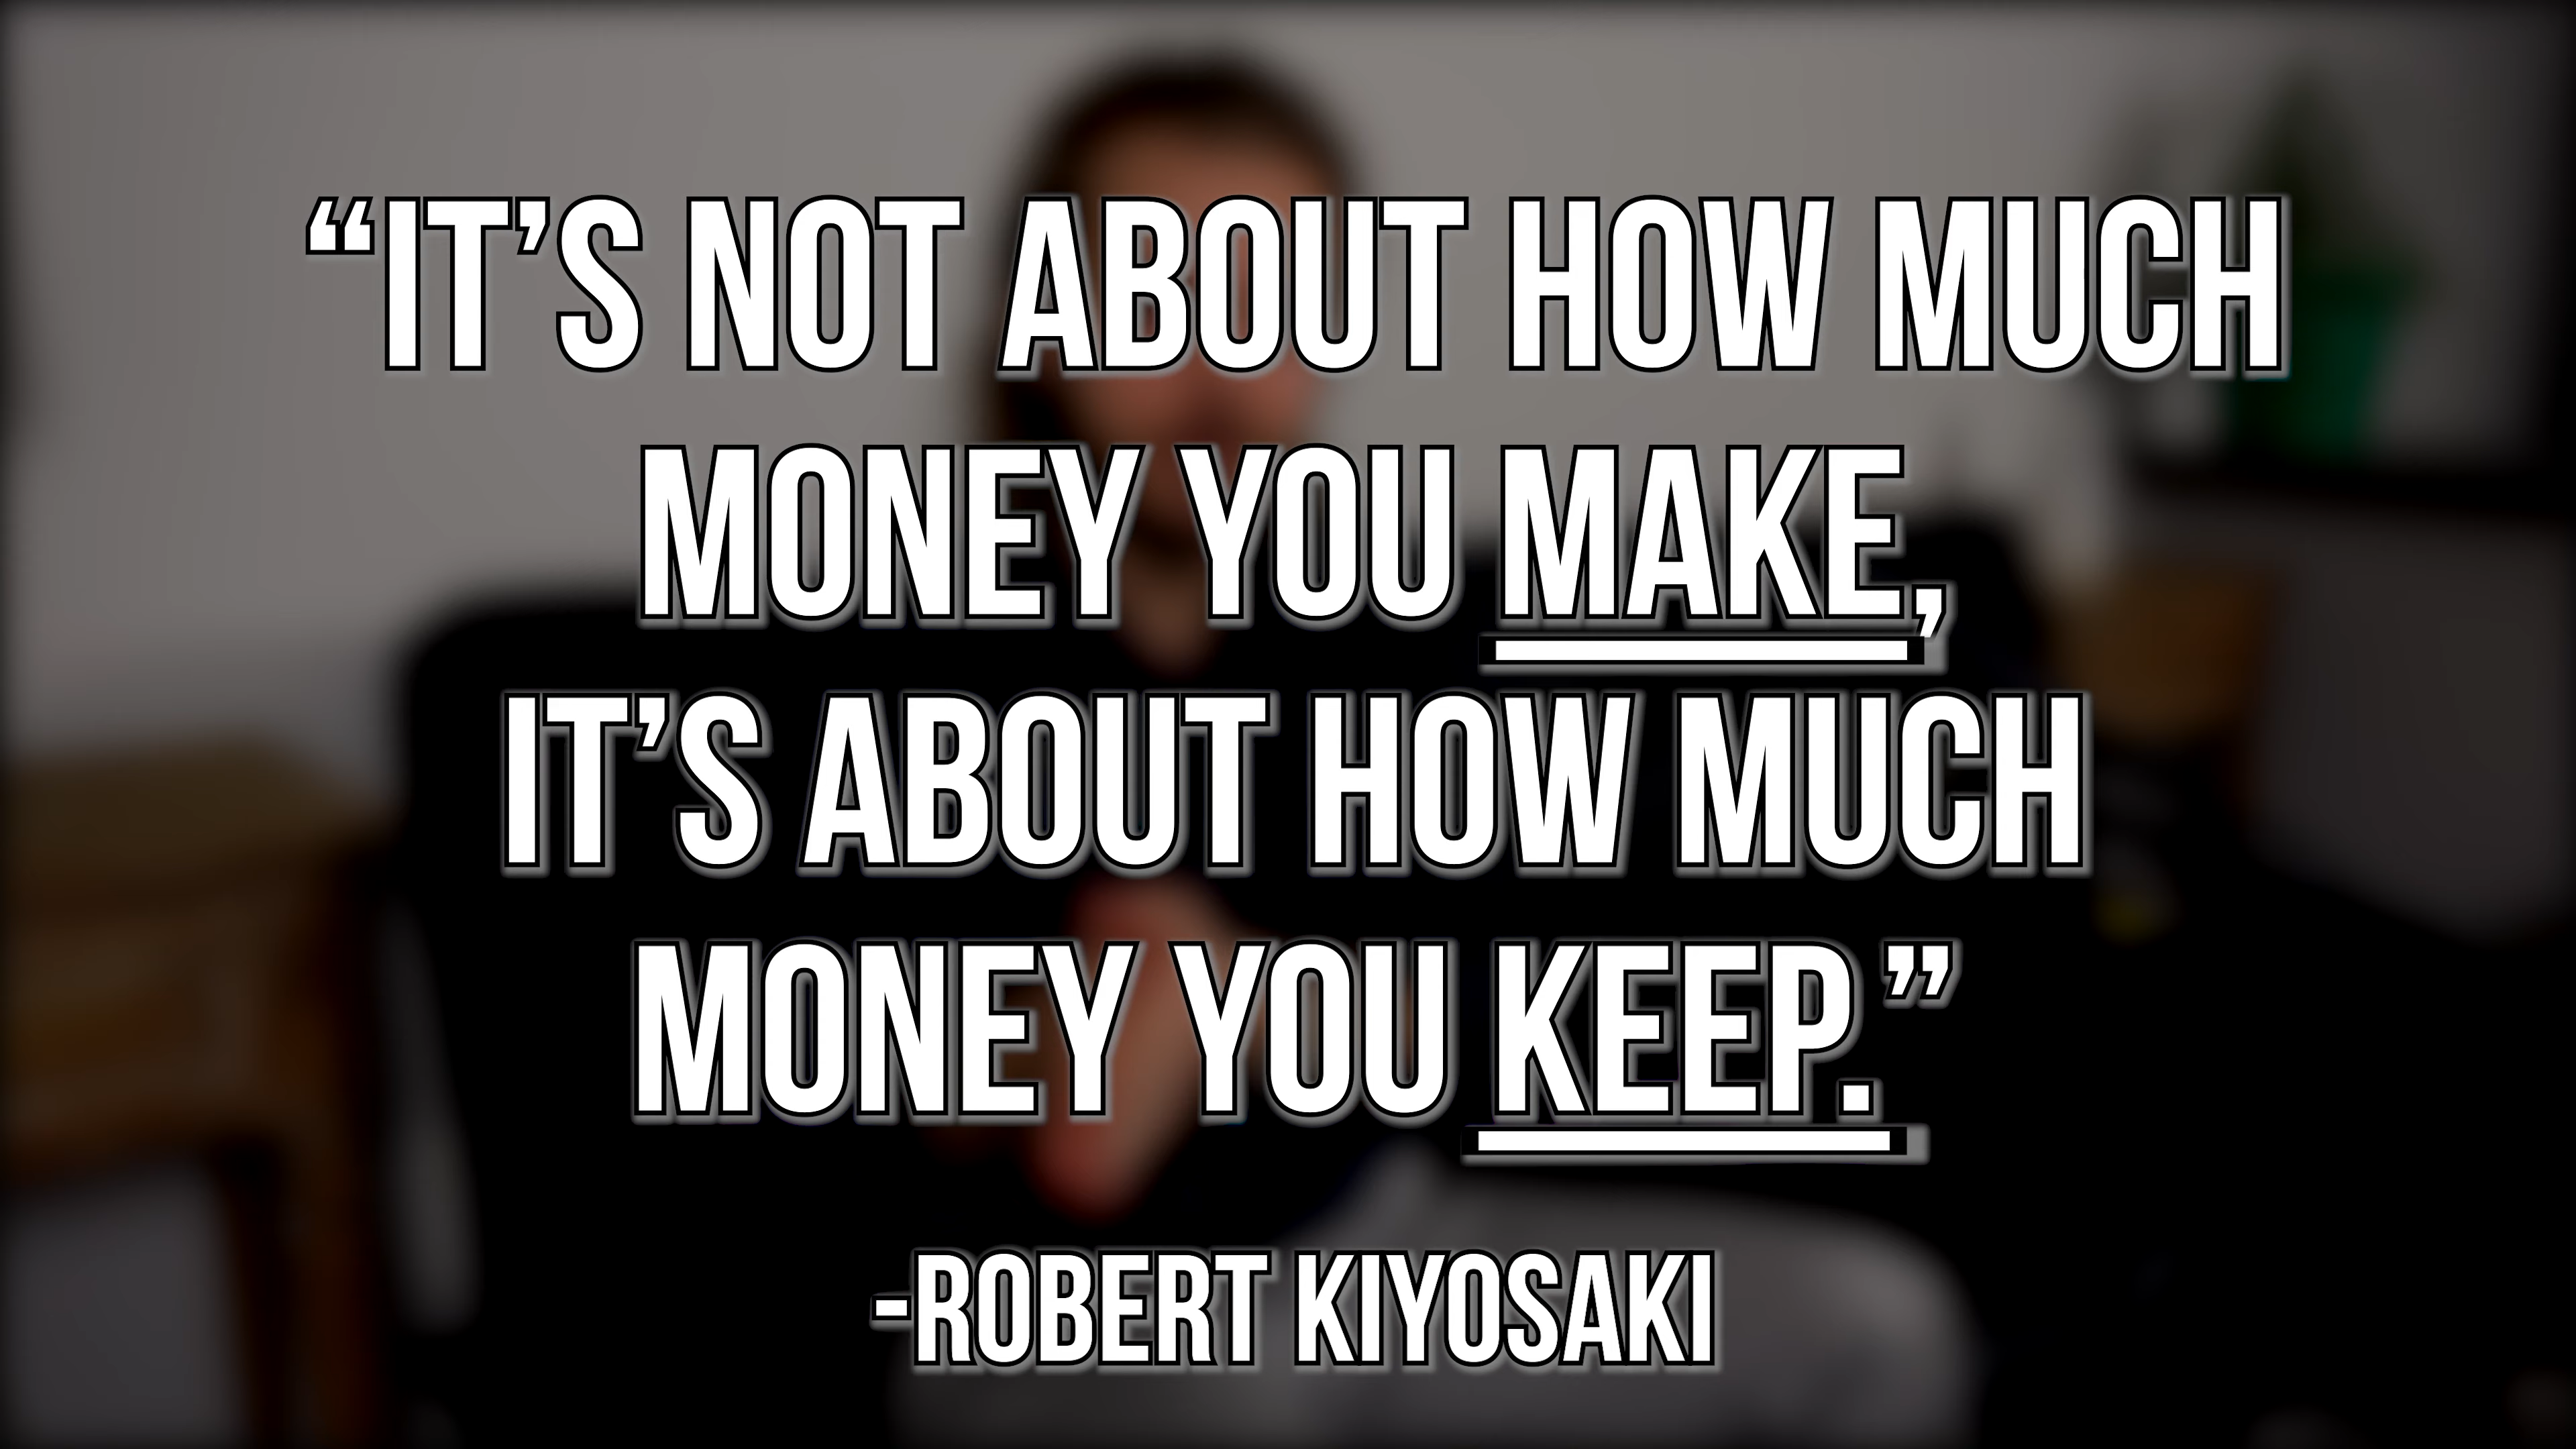 “IT’S NOT ABOUT HOW MUCH
MONEY YOU MAKE,
IT’S ABOUT HOW MUCH
MONEY YOU KEEP.”
-ROBERT KIYOSAKI